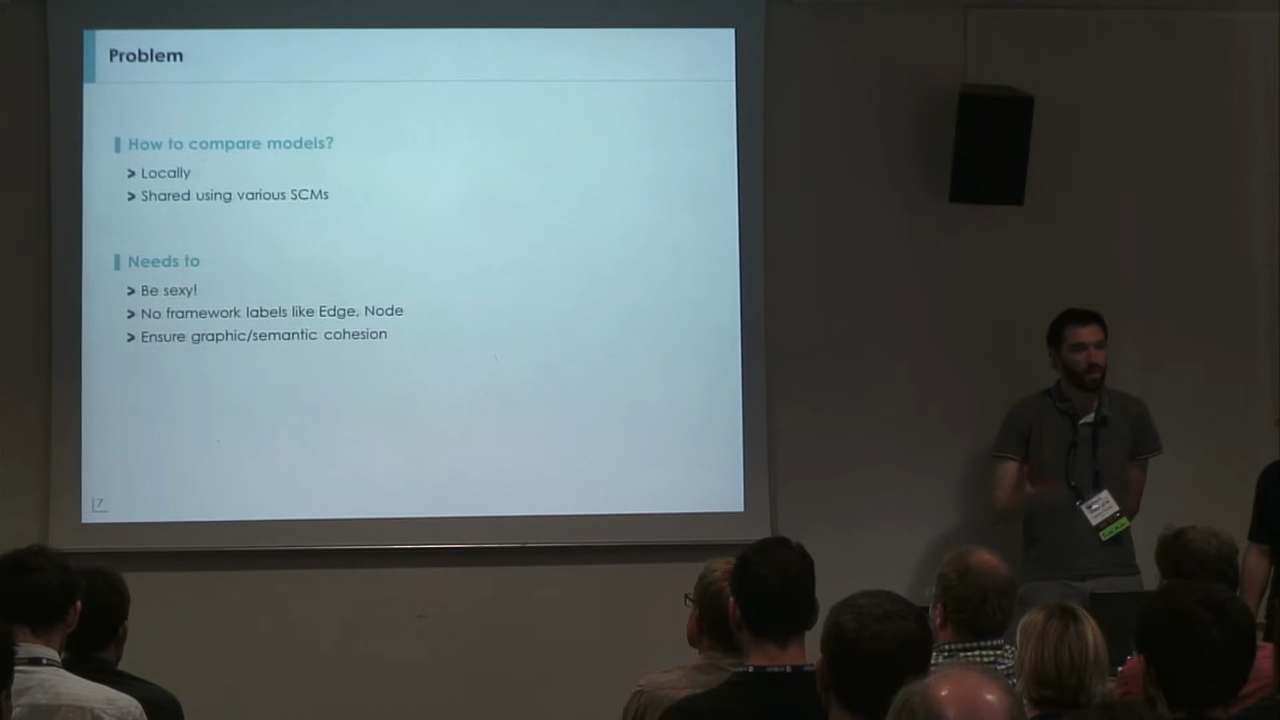 Problem
How to compare models?
> Locally
> Shared using various SCMs
Needs to
> Be sexy!
> No framework labels like Edge, Node
> Ensure graphic/semantic cohesion
7